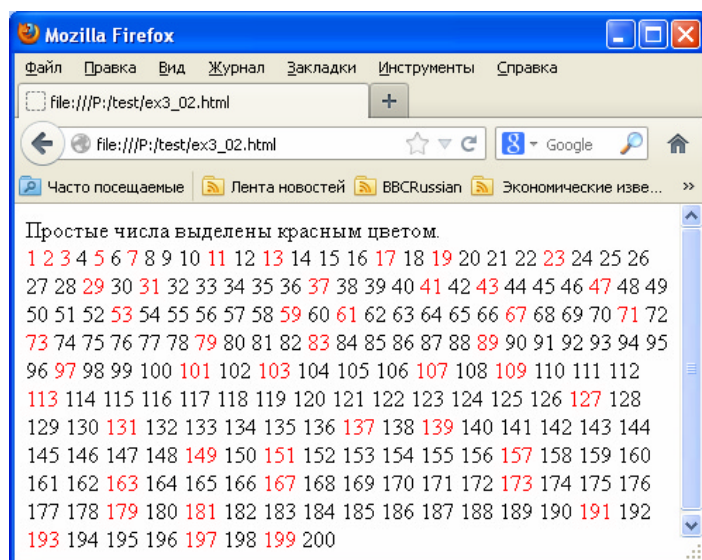 Mozilla Firefox
Файл Правка Вид Журнал Закладки Инструменты Справка
file:///P:/test/ex3_02.html +
file:///P:/test/ex3_02.html Google
Часто посещаемые Лента новостей BBCRussian Экономические изве... »
Простые числа выделены красным цветом.
1 2 3 4 5 6 7 8 9 10 11 12 13 14 15 16 17 18 19 20 21 22 23 24 25 26
27 28 29 30 31 32 33 34 35 36 37 38 39 40 41 42 43 44 45 46 47 48 49
50 51 52 53 54 55 56 57 58 59 60 61 62 63 64 65 66 67 68 69 70 71 72
73 74 75 76 77 78 79 80 81 82 83 84 85 86 87 88 89 90 91 92 93 94 95
96 97 98 99 100 101 102 103 104 105 106 107 108 109 110 111 112
113 114 115 116 117 118 119 120 121 122 123 124 125 126 127 128
129 130 131 132 133 134 135 136 137 138 139 140 141 142 143 144
145 146 147 148 149 150 151 152 153 154 155 156 157 158 159 160
161 162 163 164 165 166 167 168 169 170 171 172 173 174 175 176
177 178 179 180 181 182 183 184 185 186 187 188 189 190 191 192
193 194 195 196 197 198 199 200